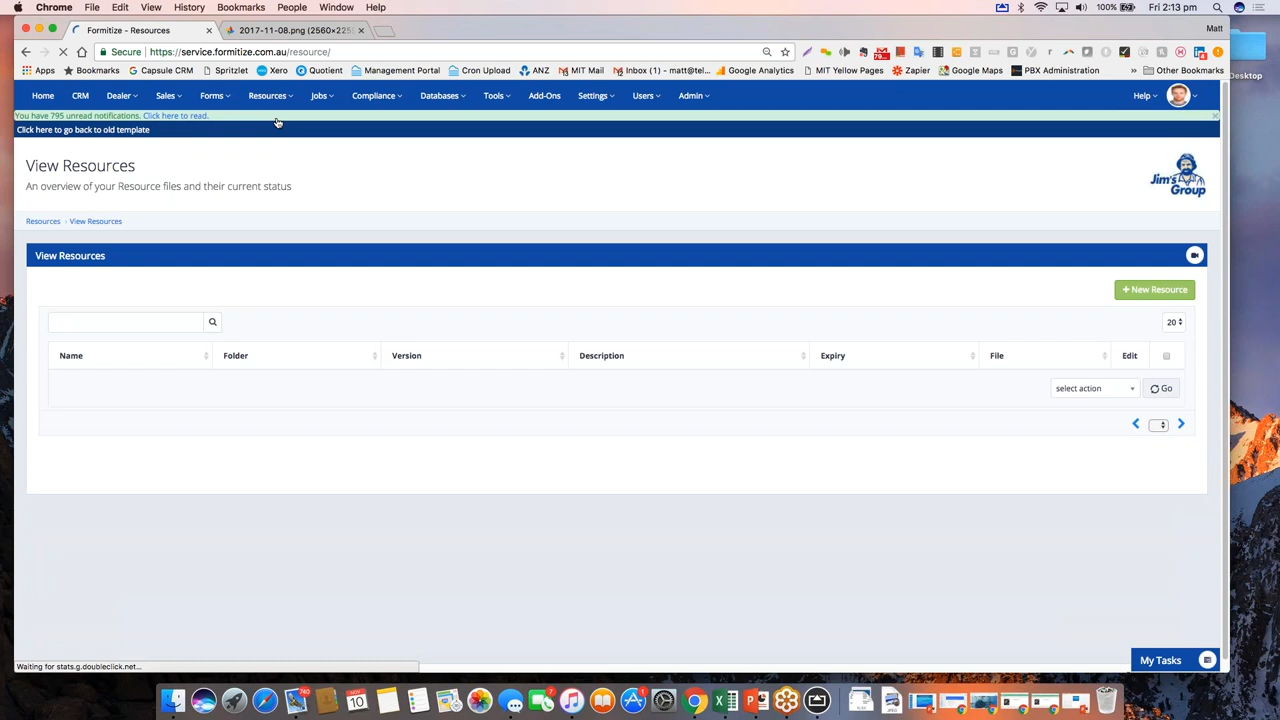 Chrome File Edit View History Bookmarks People Window Help 100% Fri 2:13 pm
Formitize - Resources 2017-11-08.png (2560×225 Matt
Secure https://service.formitize.com.au/resource/
Apps Bookmarks Capsule CRM Spritzlet Xero Quotient Management Portal Cron Upload ANZ MIT Mail Inbox (1) - matt@tel... Google Analytics MIT Yellow Pages Zapier Google Maps PBX Administration » Other Bookmarks
Desktop
Home CRM Dealer Sales Forms Resources Jobs Compliance Databases Tools Add-Ons Settings Users Admin Help
You have 795 unread notifications. Click here to read.
Click here to go back to old template
View Resources
An overview of your Resource files and their current status
Jim's Group
Resources › View Resources
View Resources
+ New Resource
20
Name Folder Version Description Expiry File Edit
select action Go
My Tasks
Waiting for stats.g.doubleclick.net...